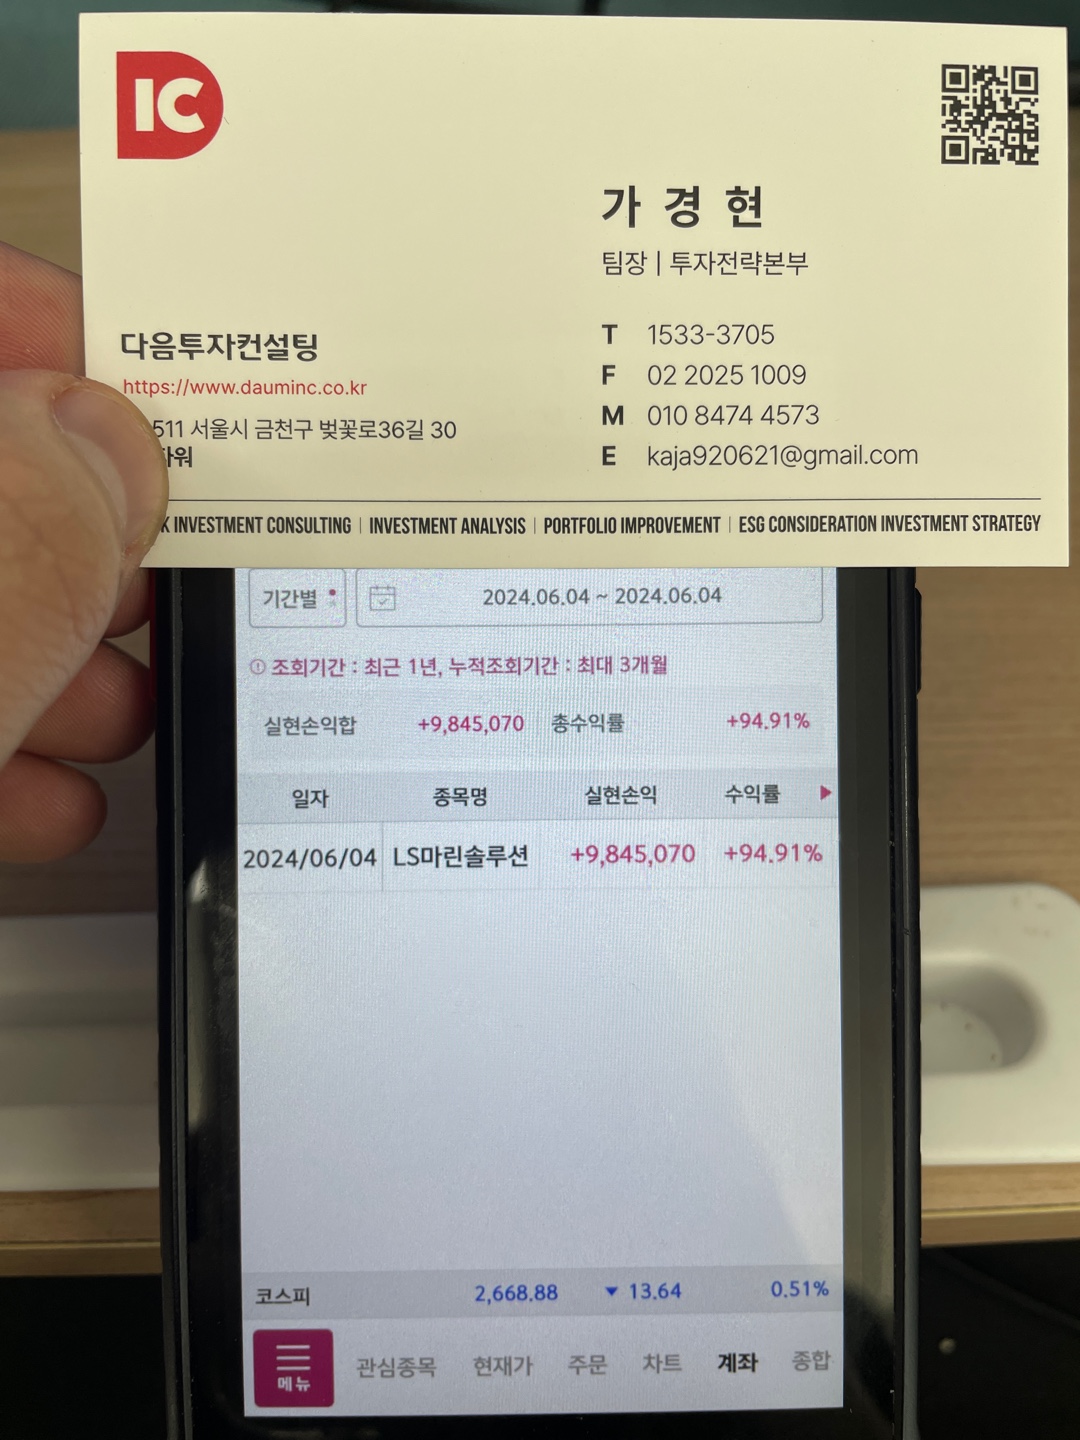 IC
가경현
팀장 | 투자전략본부
다음투자컨설팅
https://www.dauminc.co.kr
511 서울시 금천구 벚꽃로36길 30
타워
T 1533-3705
F 02 2025 1009
M 010 8474 4573
E kaja920621@gmail.com
INVESTMENT CONSULTING | INVESTMENT ANALYSIS | PORTFOLIO IMPROVEMENT | ESG CONSIDERATION INVESTMENT STRATEGY
기간별 2024.06.04 ~ 2024.06.04
조회기간 : 최근 1년, 누적조회기간 : 최대 3개월
실현손익합 +9,845,070 총수익률 +94.91%
일자 종목명 실현손익 수익률
2024/06/04 LS마린솔루션 +9,845,070 +94.91%
코스피 2,668.88 ▼ 13.64 0.51%
메뉴 관심종목 현재가 주문 차트 계좌 종합